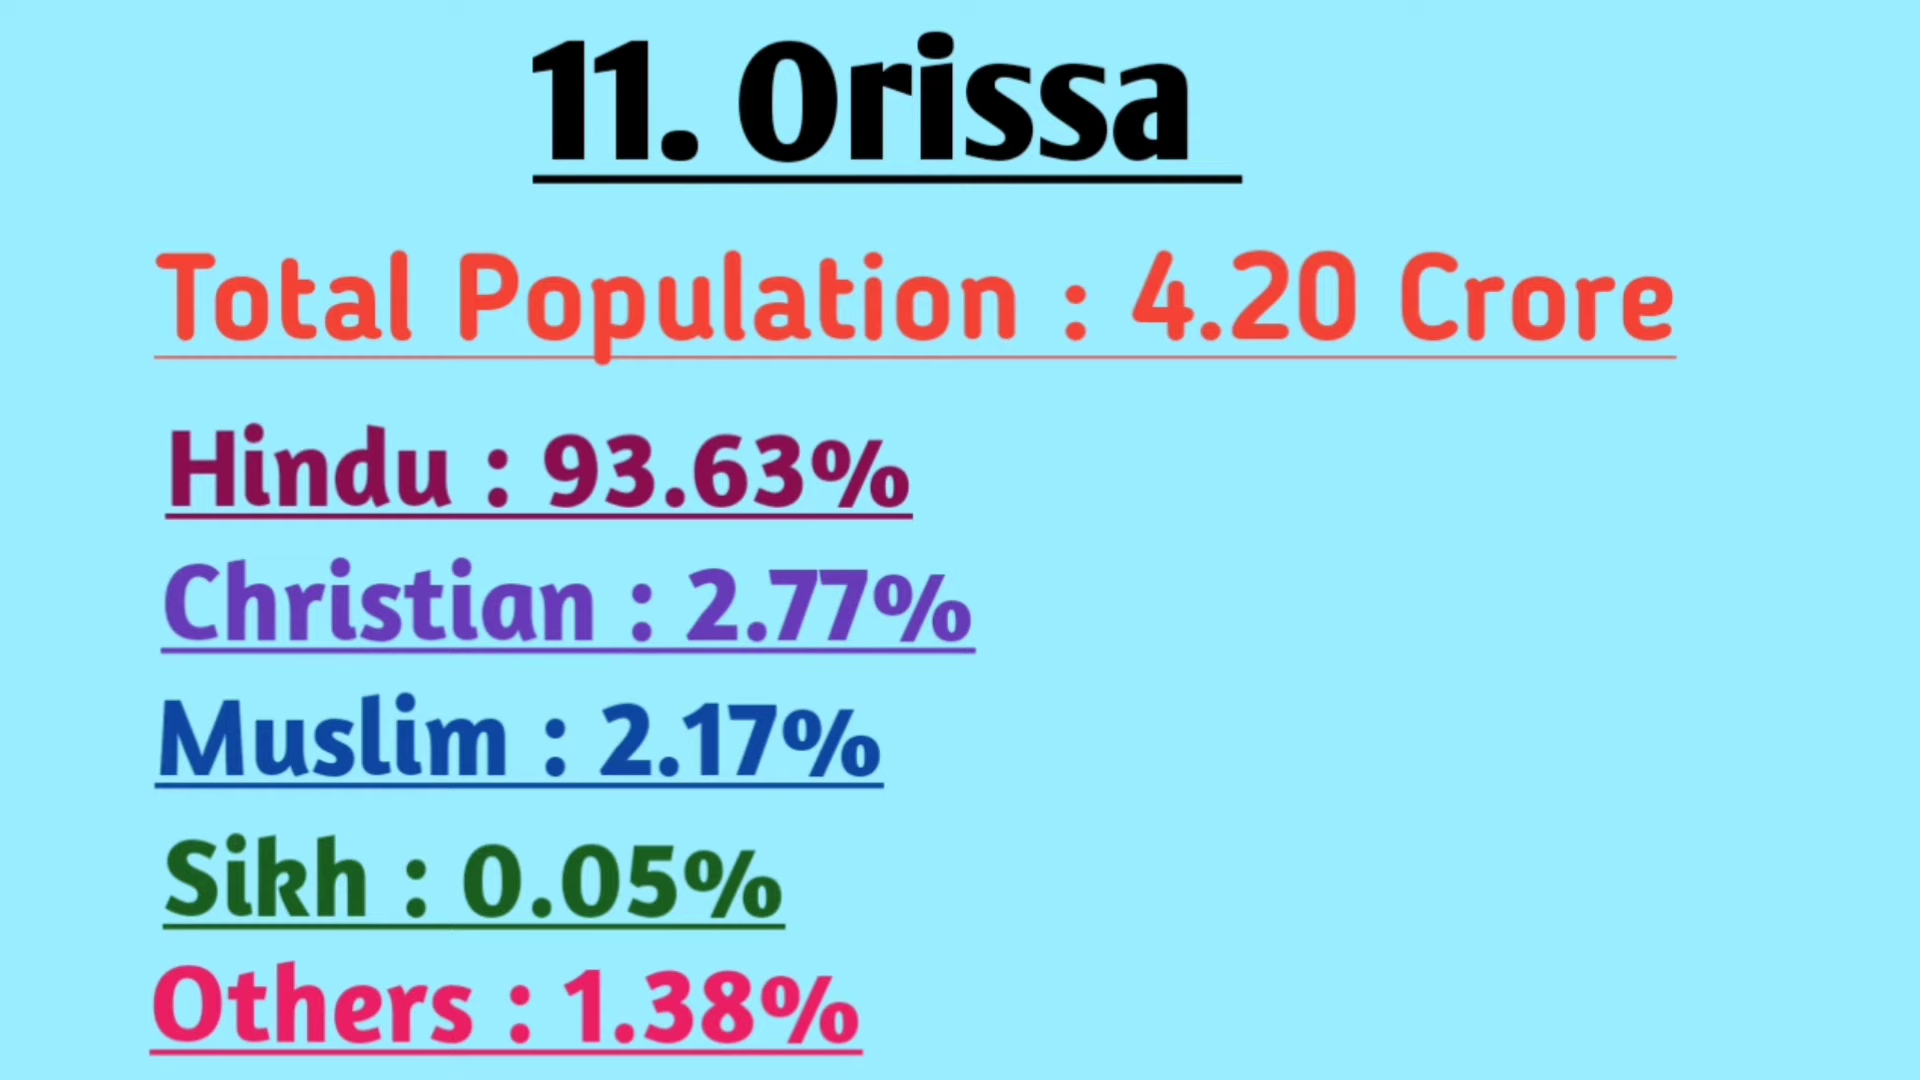 11. Orissa
Total Population : 4.20 Crore
Hindu : 93.63%
Christian : 2.77%
Muslim : 2.17%
Sikh : 0.05%
Others : 1.38%